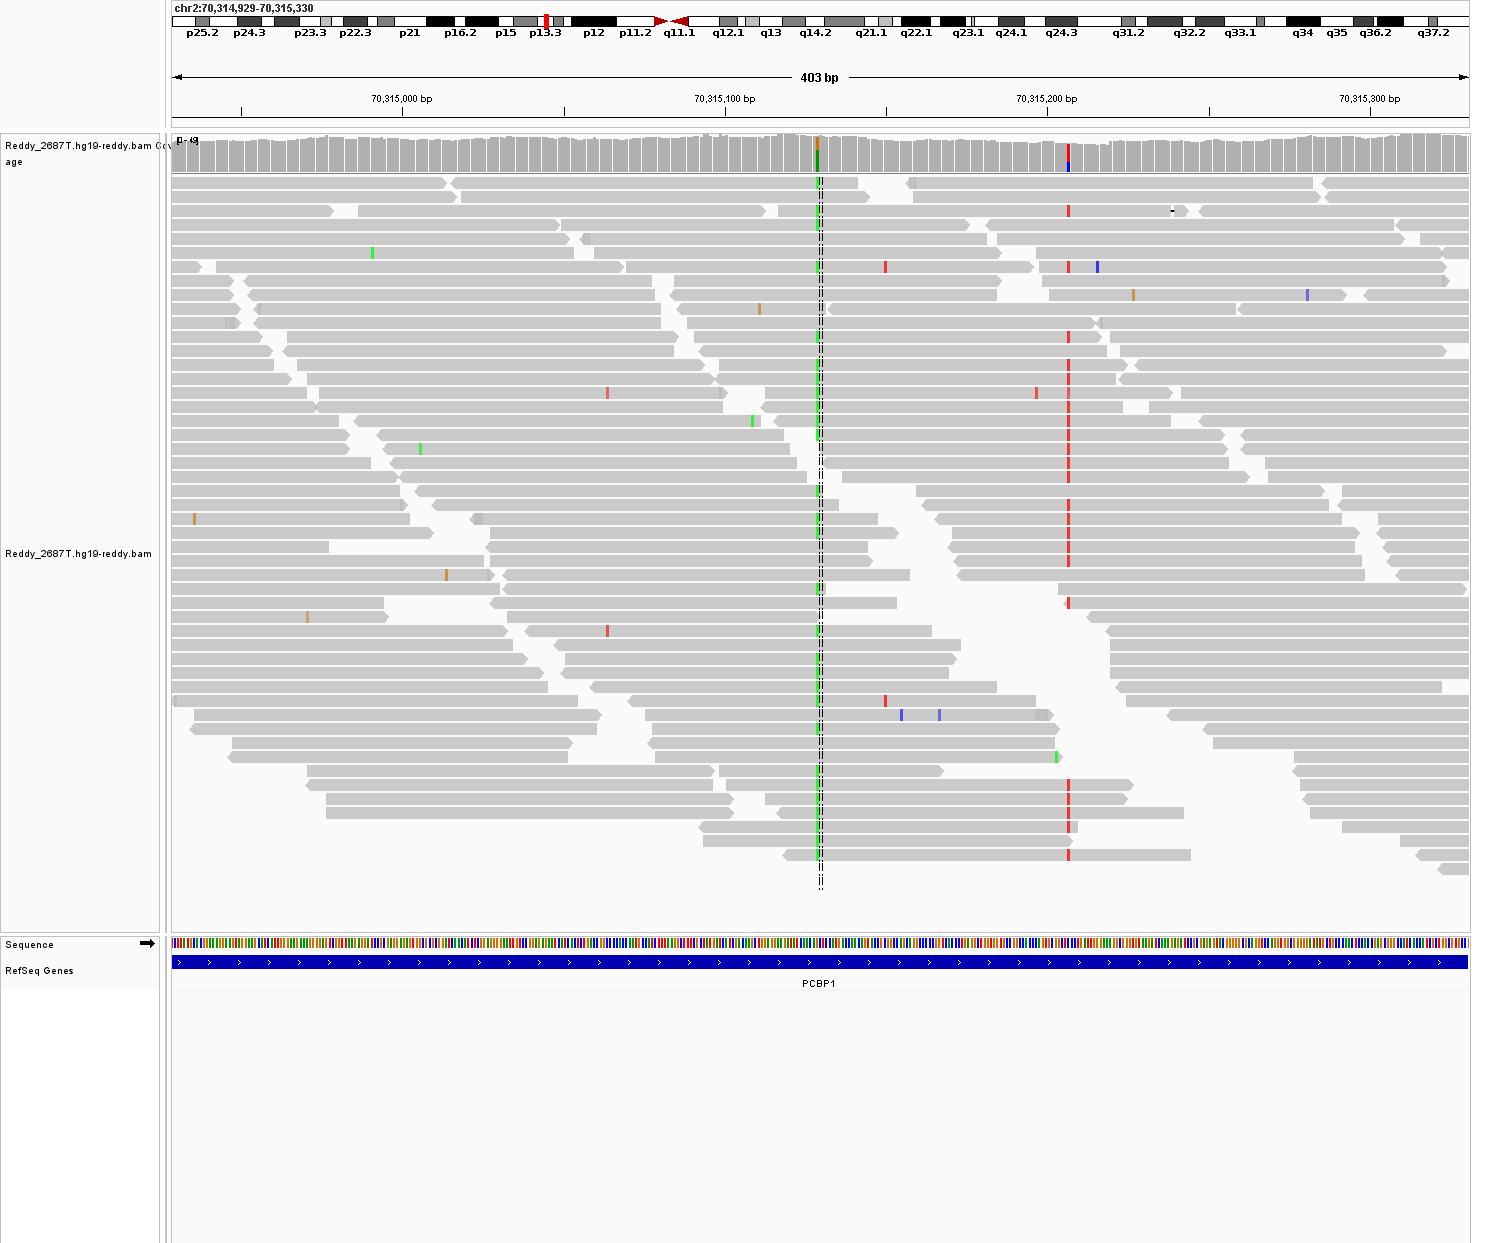 chr2:70,314,929-70,315,330
p25.2 p24.3 p23.3 p22.3 p21 p16.2 p15 p13.3 p12 p11.2 q11.1 q12.1 q13 q14.2 q21.1 q22.1 q23.1 q24.1 q24.3 q31.2 q32.2 q33.1 q34 q35 q36.2 q37.2
403 bp
70,315,000 bp 70,315,100 bp 70,315,200 bp 70,315,300 bp
Reddy_2687T.hg19-reddy.bam Cov
age
Reddy_2687T.hg19-reddy.bam
Sequence
RefSeq Genes
PCBP1